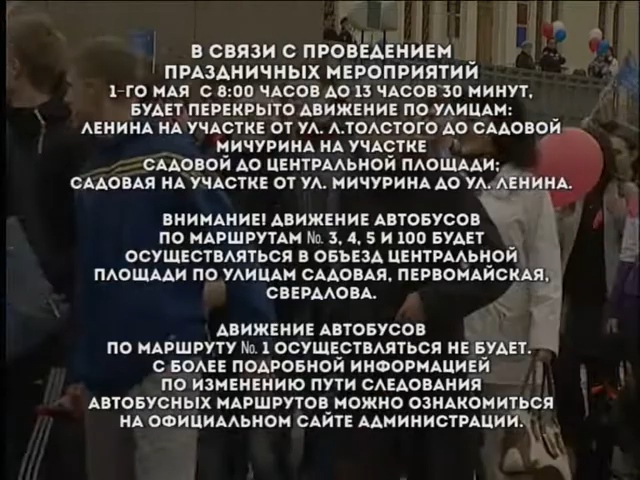 В СВЯЗИ С ПРОВЕДЕНИЕМ
ПРАЗДНИЧНЫХ МЕРОПРИЯТИЙ
1-ГО МАЯ С 8:00 ЧАСОВ ДО 13 ЧАСОВ 30 МИНУТ,
БУДЕТ ПЕРЕКРЫТО ДВИЖЕНИЕ ПО УЛИЦАМ:
ЛЕНИНА НА УЧАСТКЕ ОТ УЛ. Л.ТОЛСТОГО ДО САДОВОЙ
МИЧУРИНА НА УЧАСТКЕ
САДОВОЙ ДО ЦЕНТРАЛЬНОЙ ПЛОЩАДИ;
САДОВАЯ НА УЧАСТКЕ ОТ УЛ. МИЧУРИНА ДО УЛ. ЛЕНИНА.
ВНИМАНИЕ! ДВИЖЕНИЕ АВТОБУСОВ
ПО МАРШРУТАМ № 3, 4, 5 И 100 БУДЕТ
ОСУЩЕСТВЛЯТЬСЯ В ОБЪЕЗД ЦЕНТРАЛЬНОЙ
ПЛОЩАДИ ПО УЛИЦАМ САДОВАЯ, ПЕРВОМАЙСКАЯ,
СВЕРДЛОВА.
ДВИЖЕНИЕ АВТОБУСОВ
ПО МАРШРУТУ № 1 ОСУЩЕСТВЛЯТЬСЯ НЕ БУДЕТ.
С БОЛЕЕ ПОДРОБНОЙ ИНФОРМАЦИЕЙ
ПО ИЗМЕНЕНИЮ ПУТИ СЛЕДОВАНИЯ
АВТОБУСНЫХ МАРШРУТОВ МОЖНО ОЗНАКОМИТЬСЯ
НА ОФИЦИАЛЬНОМ САЙТЕ АДМИНИСТРАЦИИ.